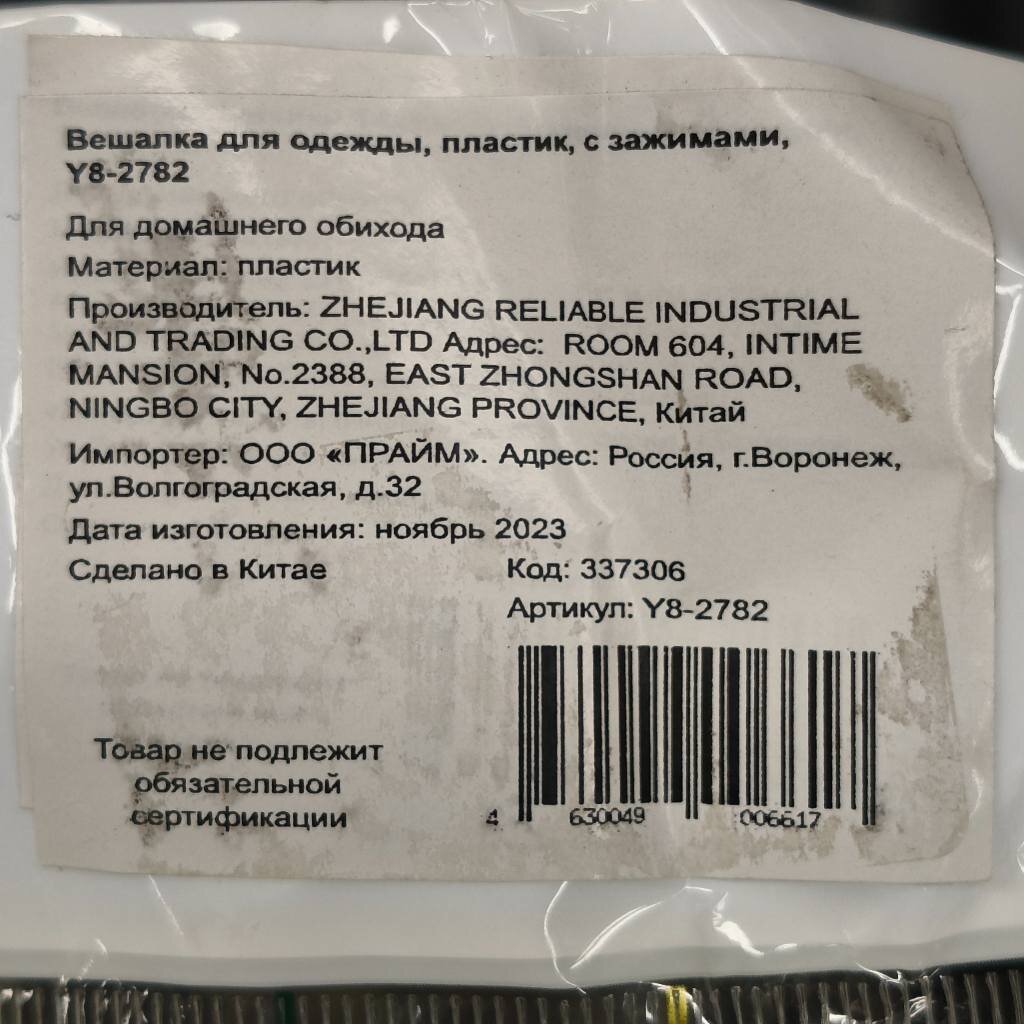 Вешалка для одежды, пластик, с зажимами,
Y8-2782
Для домашнего обихода
Материал: пластик
Производитель: ZHEJIANG RELIABLE INDUSTRIAL
AND TRADING CO.,LTD Адрес: ROOM 604, INTIME
MANSION, No.2388, EAST ZHONGSHAN ROAD,
NINGBO CITY, ZHEJIANG PROVINCE, Китай
Импортер: ООО «ПРАЙМ». Адрес: Россия, г.Воронеж,
ул.Волгоградская, д.32
Дата изготовления: ноябрь 2023
Сделано в Китае
Код: 337306
Артикул: Y8-2782
Товар не подлежит
обязательной
сертификации
4 630049 006617